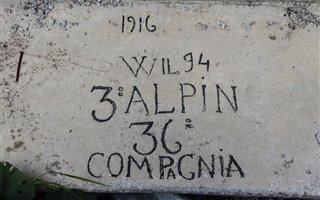 1916
W IL 94
3° ALPIN
36°
COMPAGNIA